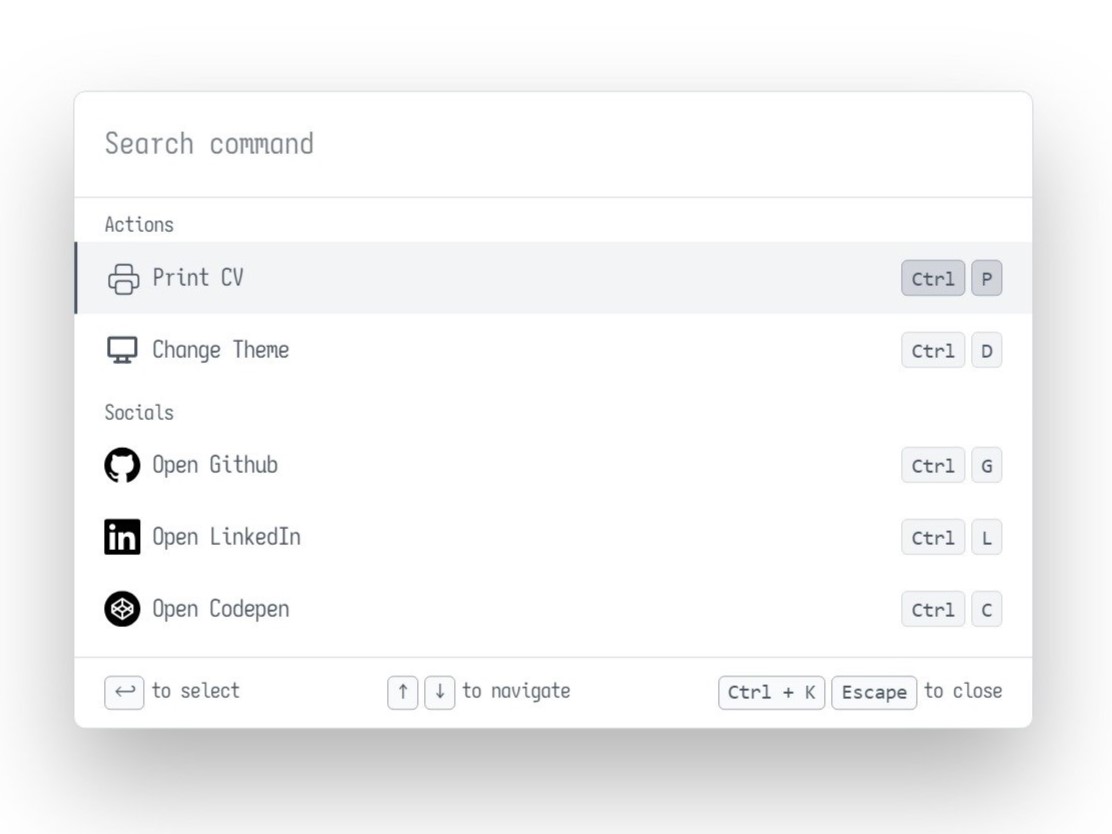 Search command
Actions
Print CV Ctrl P
Change Theme Ctrl D
Socials
Open Github Ctrl G
in Open LinkedIn Ctrl L
Open Codepen Ctrl C
↩ to select ↑ ↓ to navigate Ctrl + K Escape to close